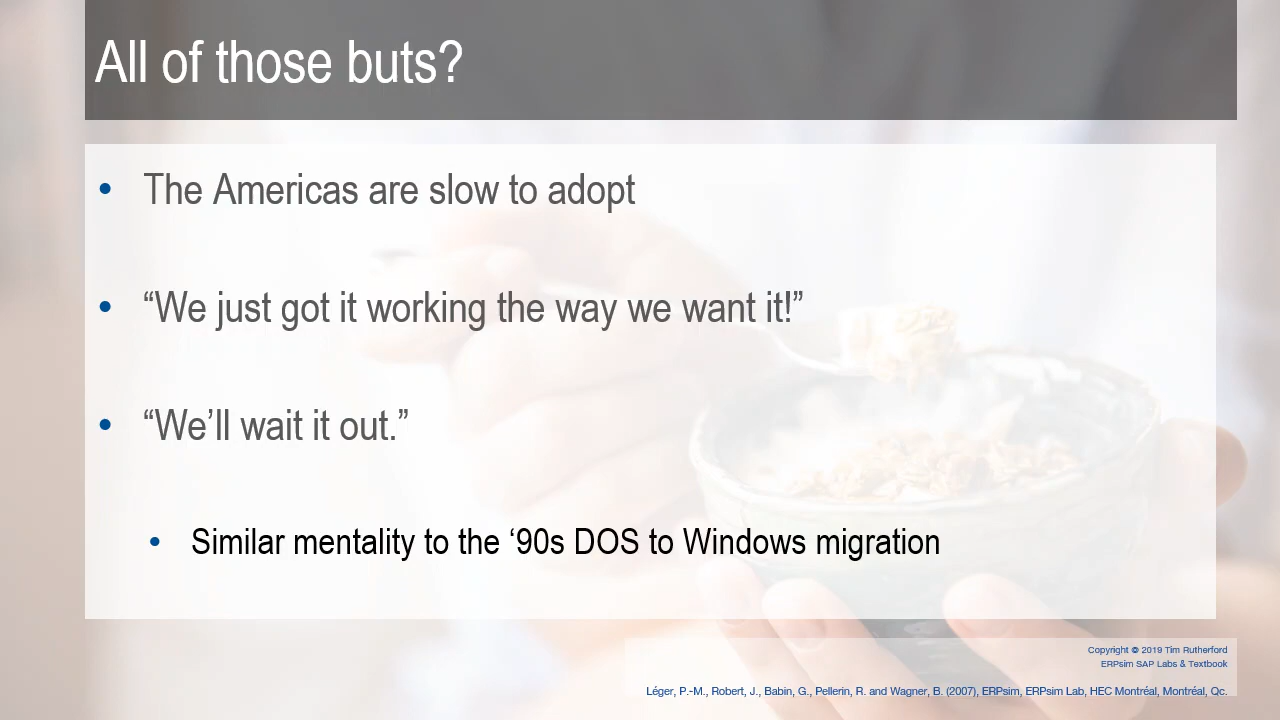 All of those buts?
• The Americas are slow to adopt
• “We just got it working the way we want it!”
• “We’ll wait it out.”
• Similar mentality to the ‘90s DOS to Windows migration
Copyright © 2019 Tim Rutherford
ERPsim SAP Labs & Textbook
Léger, P.-M., Robert, J., Babin, G., Pellerin, R. and Wagner, B. (2007), ERPsim, ERPsim Lab, HEC Montréal, Montréal, Qc.